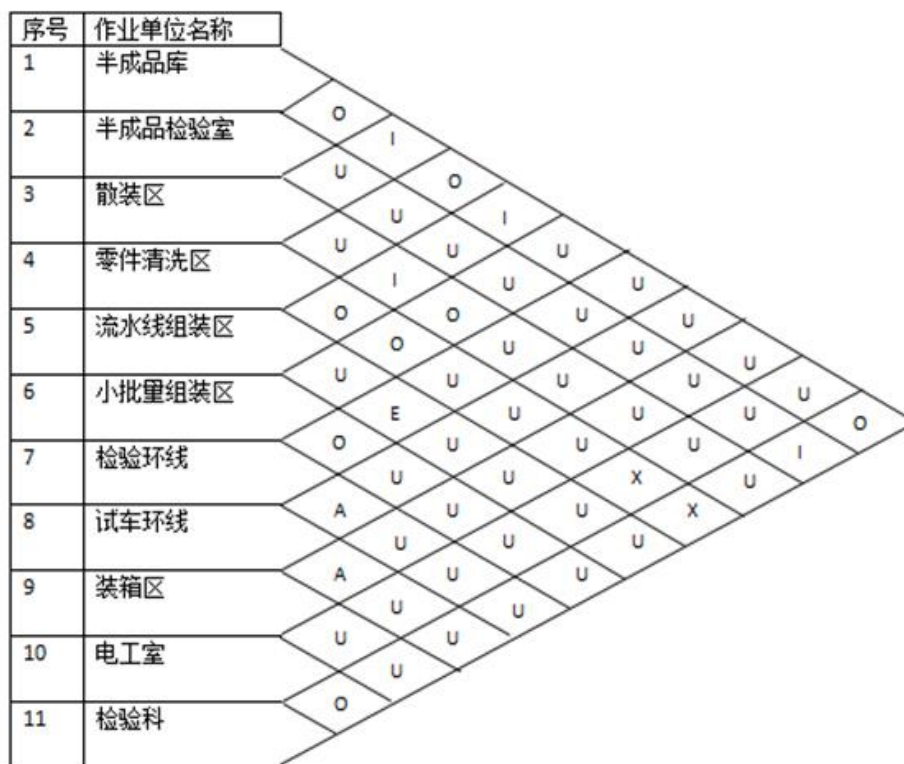 序号 作业单位名称
1 半成品库
O
2 半成品检验室
I
U O
3 散装区
U I
4 零件清洗区 U U U
I U U
5 流水线组装区 O O U U
O U U U
6 小批量组装区 U U U U U
E U U U O
7 检验环线 O U U U I
U U X U
8 试车环线 A U U X
U U U
9 装箱区 A U U
U U
10 电工室 U U
U
11 检验科 O